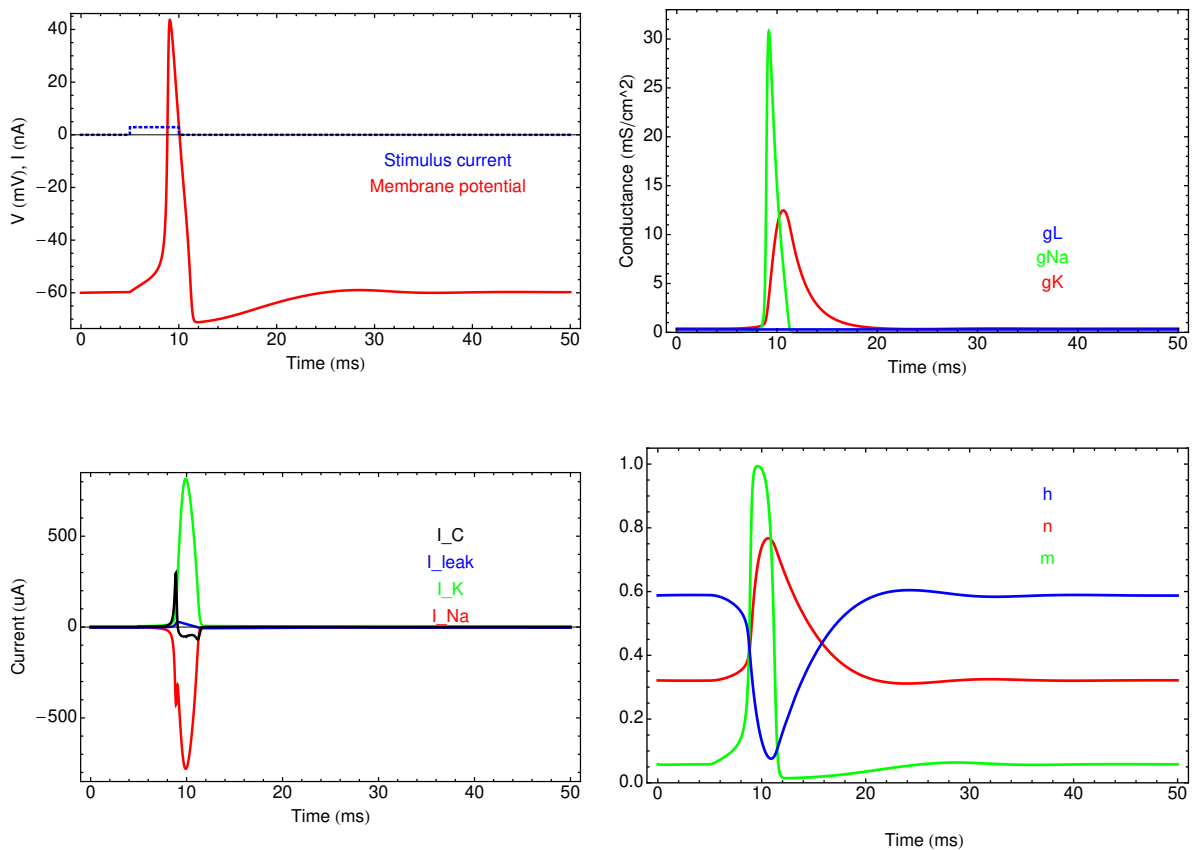 40
20
0
−20
−40
−60
V (mV), I (nA)
Stimulus current
Membrane potential
0 10 20 30 40 50
Time (ms)
30
25
20
15
10
5
0
Conductance (mS/cm^2)
gL
gNa
gK
0 10 20 30 40 50
Time (ms)
500
0
−500
Current (uA)
I_C
I_leak
I_K
I_Na
0 10 20 30 40 50
Time (ms)
1.0
0.8
0.6
0.4
0.2
0.0
h
n
m
0 10 20 30 40 50
Time (ms)